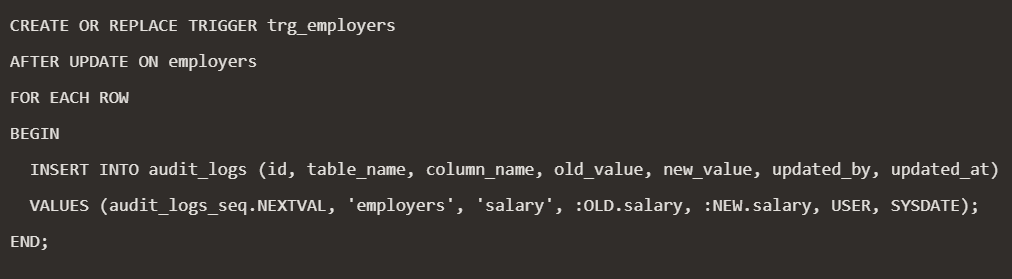 CREATE OR REPLACE TRIGGER trg_employers
AFTER UPDATE ON employers
FOR EACH ROW
BEGIN
INSERT INTO audit_logs (id, table_name, column_name, old_value, new_value, updated_by, updated_at)
VALUES (audit_logs_seq.NEXTVAL, 'employers', 'salary', :OLD.salary, :NEW.salary, USER, SYSDATE);
END;